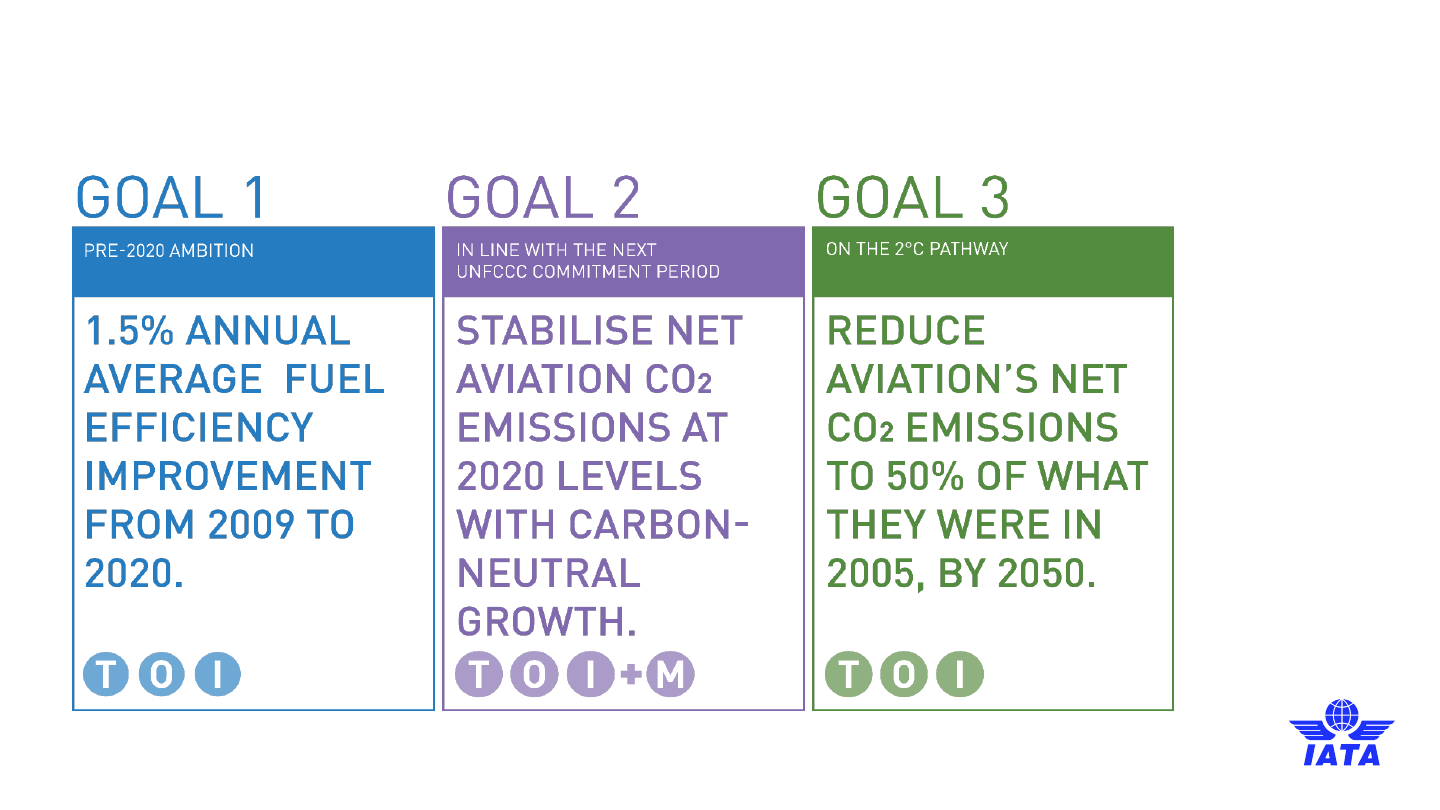 GOAL 1
PRE-2020 AMBITION
1.5% ANNUAL
AVERAGE FUEL
EFFICIENCY
IMPROVEMENT
FROM 2009 TO
2020.
T O I
GOAL 2
IN LINE WITH THE NEXT
UNFCCC COMMITMENT PERIOD
STABILISE NET
AVIATION CO₂
EMISSIONS AT
2020 LEVELS
WITH CARBON-
NEUTRAL
GROWTH.
T O I + M
GOAL 3
ON THE 2°C PATHWAY
REDUCE
AVIATION’S NET
CO₂ EMISSIONS
TO 50% OF WHAT
THEY WERE IN
2005, BY 2050.
T O I
IATA